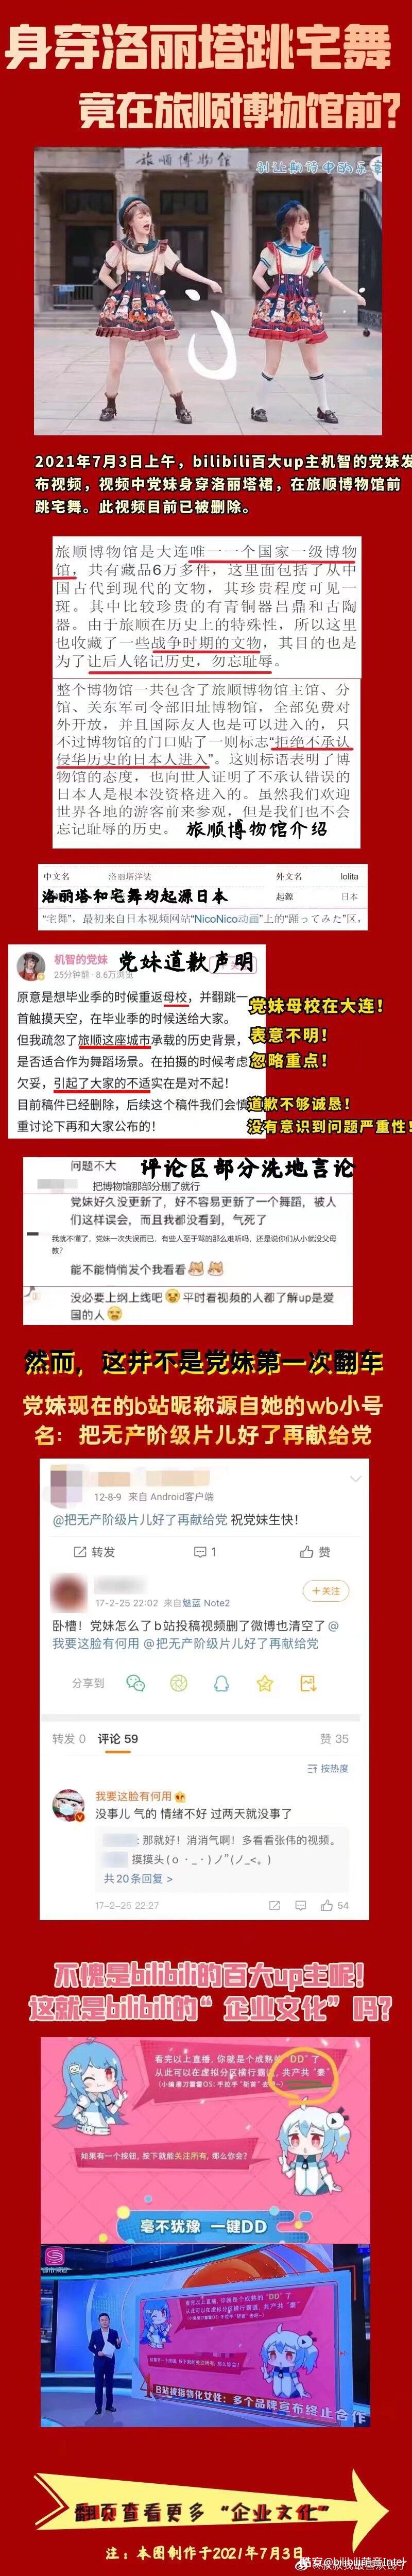 身穿洛丽塔跳宅舞
竟在旅顺博物馆前?
旅顺博物馆
别让期待中的乐章
2021年7月3日上午，bilibili百大up主机智的党妹发
布视频，视频中党妹身穿洛丽塔裙，在旅顺博物馆前
跳宅舞。此视频目前已被删除。
旅顺博物馆是大连唯一一个国家一级博物
馆，共有藏品6万多件，这里面包括了从中
国古代到现代的文物，其珍贵程度可见一
斑。其中比较珍贵的有青铜器吕鼎和古陶
器。由于旅顺在历史上的特殊性，所以这里
也收藏了一些战争时期的文物，其目的也是
为了让后人铭记历史，勿忘耻辱。
整个博物馆一共包含了旅顺博物馆主馆、分
馆、关东军司令部旧址博物馆，全部免费对
外开放，并且国际友人也是可以进入的，只
不过博物馆的门口贴了一则标志“拒绝不承认
侵华历史的日本人进入”。这则标语表明了博
物馆的态度，也向世人证明了不承认错误的
日本人是根本没资格进入的。虽然我们欢迎
世界各地的游客前来参观，但是我们也不会
忘记耻辱的历史。
旅顺博物馆介绍
中文名 洛丽塔洋装 外文名 lolita
洛丽塔和宅舞均起源日本 起源 日本
“宅舞”，最初来自日本视频网站“NicoNico动画”上的“踊ってみた”区，
机智的党妹
25分钟前 · 8.6万浏览
党妹道歉声明
原意是想毕业季的时候重返母校，并翻跳一
首触摸天空，在毕业季的时候送给大家。
但我疏忽了旅顺这座城市承载的历史背景，
是否适合作为舞蹈场景。在拍摄的时候考虑
欠妥，引起了大家的不适实在是对不起！
目前稿件已经删除，后续这个稿件我们会慎
重讨论下再和大家公布的！
党妹母校在大连！
表意不明！
忽略重点！
道歉不够诚恳！
没有意识到问题严重性！
评论区部分洗地言论
问题不大
把博物馆那部分删了就行
党妹好久没更新了，好不容易更新了一个舞蹈，被人
们这样误会，而且我都没看到，气死了
我就不懂了，党妹一次失误而已，有些人至于骂的那么难听吗，还是说你们从小就没父母
教?
能不能悄悄发个我看看
没必要上纲上线吧 平时看视频的人都了解up是爱
国的人
然而，这并不是党妹第一次翻车
党妹现在的b站昵称源自她的wb小号
名：把无产阶级片儿好了再献给党
12-8-9 来自 Android客户端
@把无产阶级片儿好了再献给党 祝党妹生快！
转发 1 赞
17-2-25 22:02 来自魅蓝 Note2
+关注
卧槽！党妹怎么了b站投稿视频删了微博也清空了@
我要这脸有何用 @把无产阶级片儿好了再献给党
分享到
转发 0 评论 59 赞 35
按热度
我要这脸有何用
没事儿 气的 情绪不好 过两天就没事了
: 那就好！消消气啊！多看看张伟的视频。
摸摸头(o・_・)ノ”(ノ_<。)
共20条回复 >
17-2-25 22:27 54
不愧是bilibili的百大up主呢！
这就是bilibili的“企业文化”吗？
看完以上直播，你就是个成熟的“DD”了
从此可以在虚拟分区横行霸道，共产共“妻”
如果有一个按钮，按下就能关注所有，那么你会？
毫不犹豫 一键DD
看完以上直播，你就是个成熟的“DD”了
B站被指物化女性：多个品牌宣布终止合作
翻页查看更多“企业文化”
注：本图制作于2021年7月3日